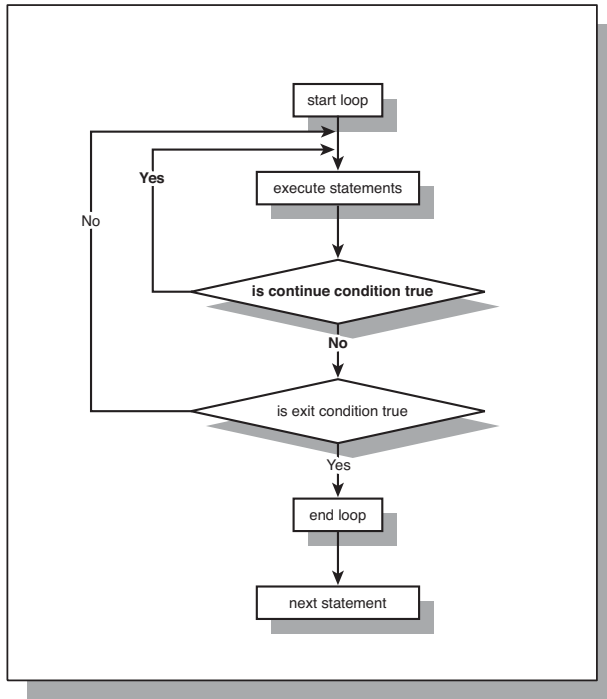 start loop
Yes
execute statements
No
is continue condition true
No
is exit condition true
Yes
end loop
next statement